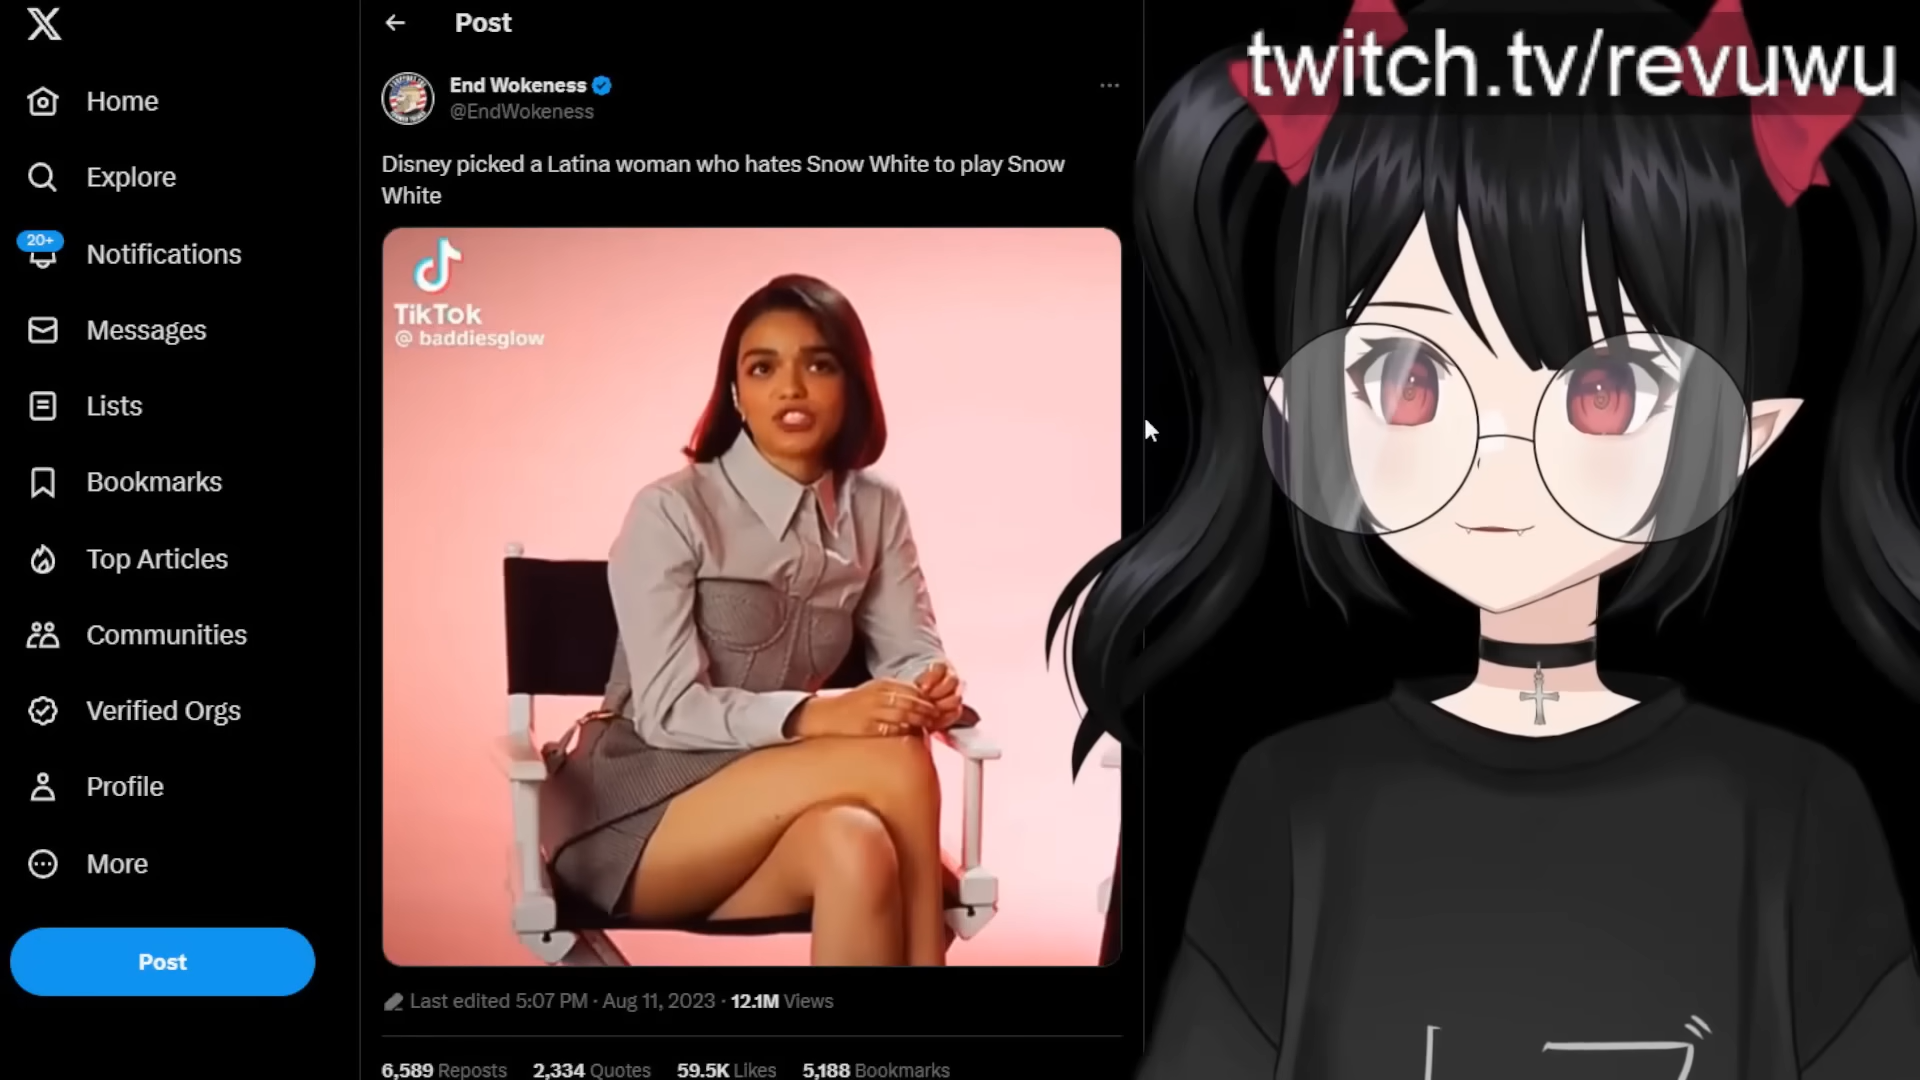 Post
twitch.tv/revuwu
Home
Explore
20+
Notifications
Messages
Lists
Bookmarks
Top Articles
Communities
Verified Orgs
Profile
More
Post
End Wokeness
@EndWokeness
Disney picked a Latina woman who hates Snow White to play Snow
White
TikTok
@ baddiesglow
Last edited 5:07 PM · Aug 11, 2023 · 12.1M Views
6,589 Reposts 2,334 Quotes 59.5K Likes 5,188 Bookmarks